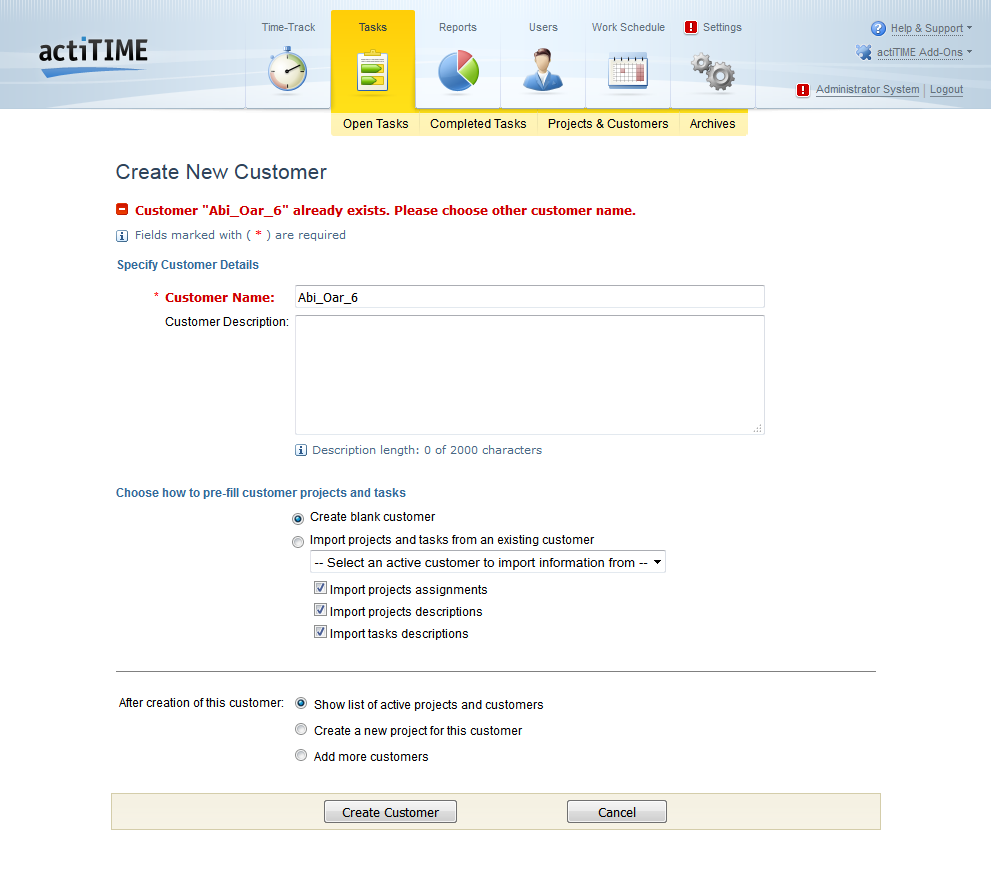 actiTIME
Time-Track
Tasks
Reports
Users
Work Schedule
Settings
Help & Support
actiTIME Add-Ons
Administrator System
Logout
Open Tasks
Completed Tasks
Projects & Customers
Archives
Create New Customer
Customer "Abi_Oar_6" already exists. Please choose other customer name.
Fields marked with ( * ) are required
Specify Customer Details
* Customer Name: Abi_Oar_6
Customer Description:
Description length: 0 of 2000 characters
Choose how to pre-fill customer projects and tasks
Create blank customer
Import projects and tasks from an existing customer
-- Select an active customer to import information from --
Import projects assignments
Import projects descriptions
Import tasks descriptions
After creation of this customer: Show list of active projects and customers
Create a new project for this customer
Add more customers
Create Customer
Cancel